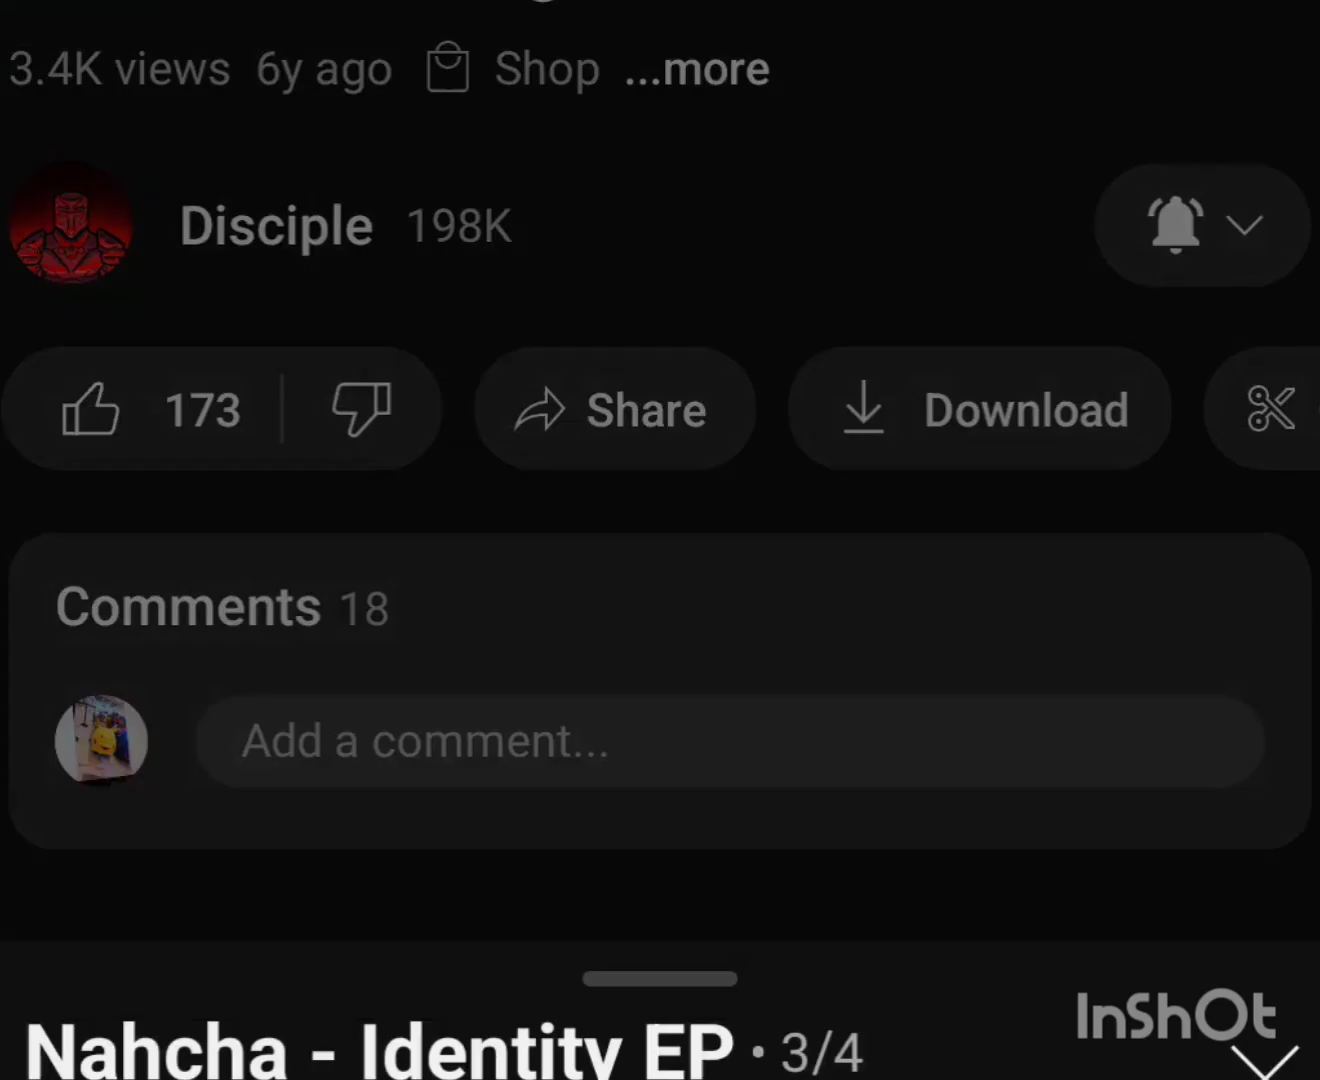 3.4K views 6y ago Shop ...more
Disciple 198K
173 Share Download
Comments 18
Add a comment...
InShOt
Nahcha - Identity EP · 3/4